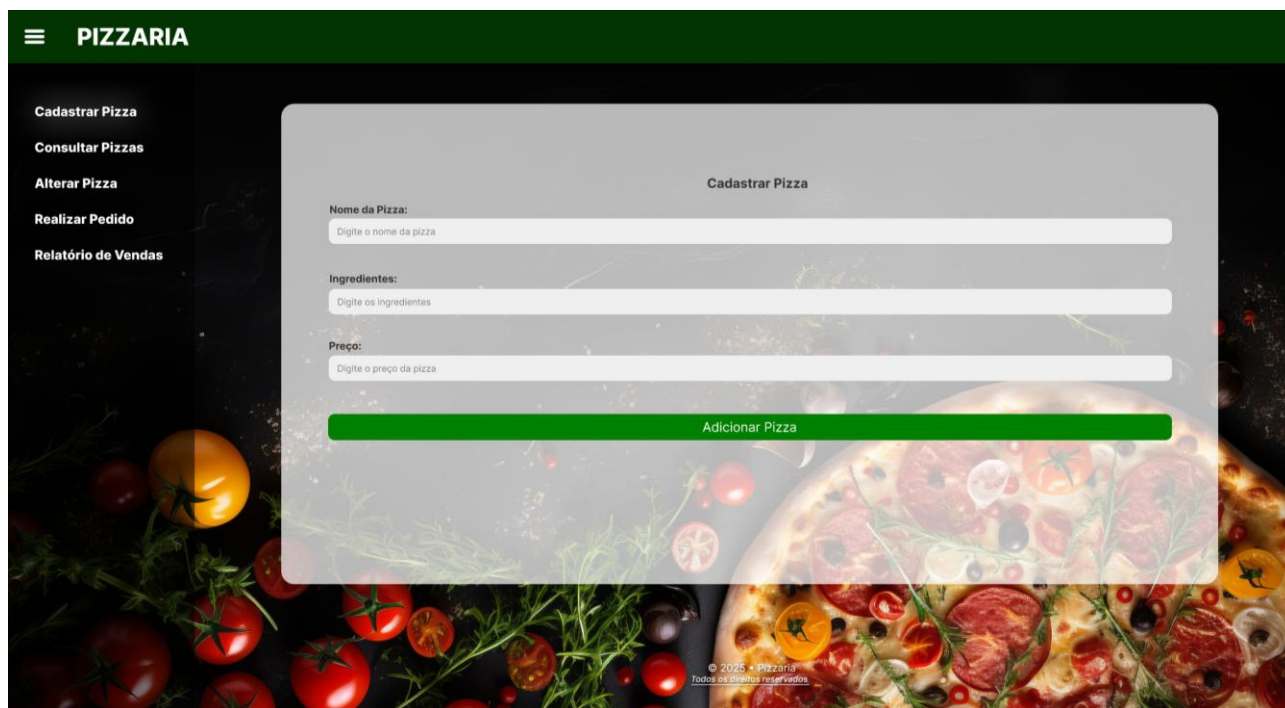 PIZZARIA
Cadastrar Pizza
Consultar Pizzas
Alterar Pizza
Realizar Pedido
Relatório de Vendas
Cadastrar Pizza
Nome da Pizza:
Digite o nome da pizza
Ingredientes:
Digite os ingredientes
Preço:
Digite o preço da pizza
Adicionar Pizza
© 2025 • Pizzaria
Todos os direitos reservados